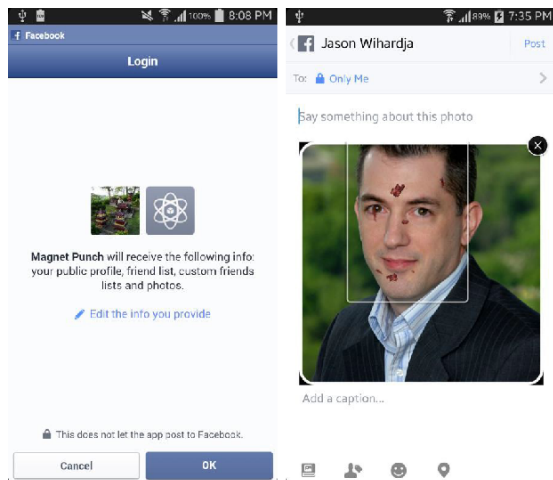 100% 8:08 PM
Facebook
Login
Magnet Punch will receive the following info:
your public profile, friend list, custom friends
lists and photos.
Edit the info you provide
This does not let the app post to Facebook.
Cancel
OK
89% 7:35 PM
Jason Wihardja
Post
To: Only Me
Say something about this photo
Add a caption...